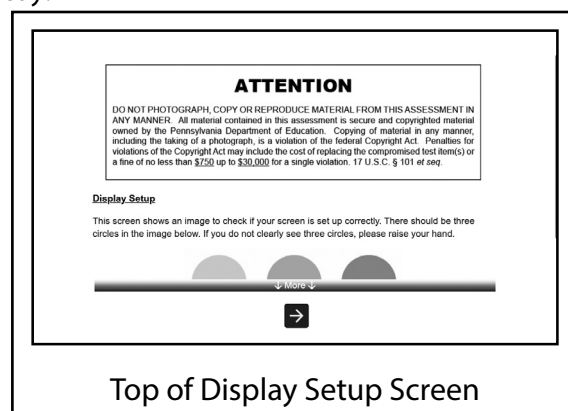 ATTENTION
DO NOT PHOTOGRAPH, COPY OR REPRODUCE MATERIAL FROM THIS ASSESSMENT IN
ANY MANNER. All material contained in this assessment is secure and copyrighted material
owned by the Pennsylvania Department of Education. Copying of material in any manner,
including the taking of a photograph, is a violation of the federal Copyright Act. Penalties for
violations of the Copyright Act may include the cost of replacing the compromised test item(s) or
a fine of no less than $750 up to $30,000 for a single violation. 17 U.S.C. § 101 et seq.
Display Setup
This screen shows an image to check if your screen is set up correctly. There should be three
circles in the image below. If you do not clearly see three circles, please raise your hand.
↓ More ↓
Top of Display Setup Screen